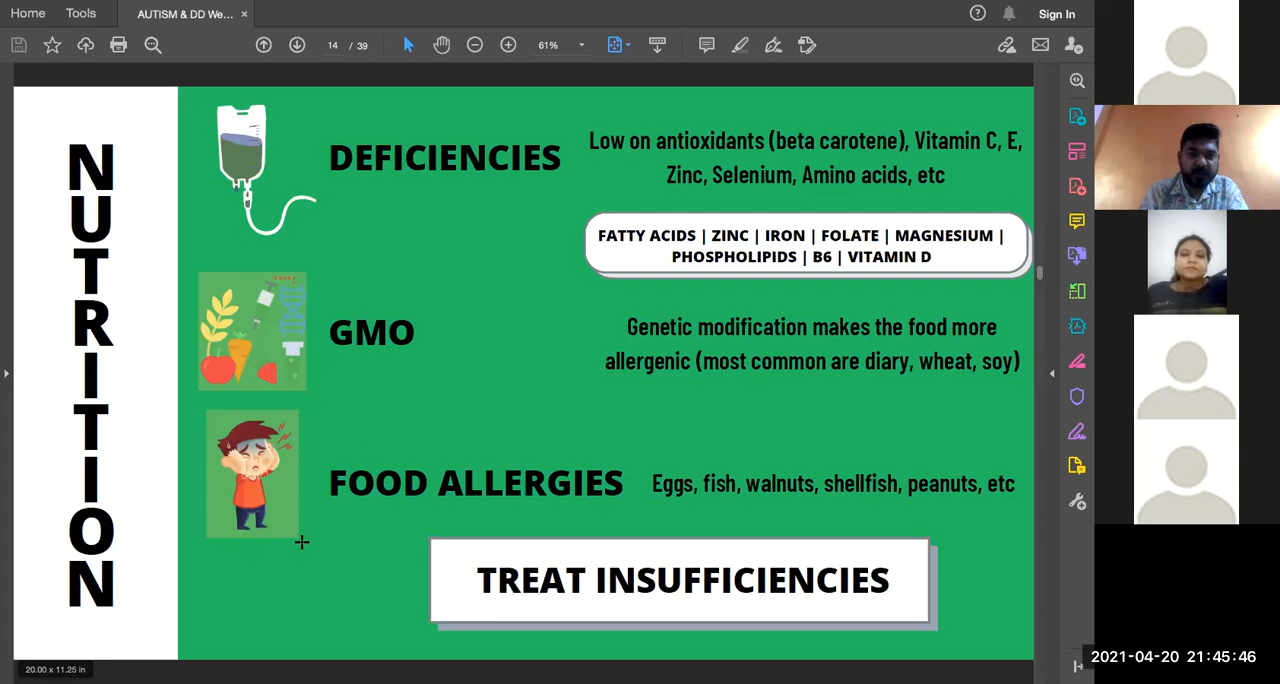 Home
Tools
AUTISM & DD We...
×
Sign In
14 / 39
61%
NUTRITION
DEFICIENCIES
Low on antioxidants (beta carotene), Vitamin C, E,
Zinc, Selenium, Amino acids, etc
FATTY ACIDS | ZINC | IRON | FOLATE | MAGNESIUM |
PHOSPHOLIPIDS | B6 | VITAMIN D
GMO
Genetic modification makes the food more
allergenic (most common are diary, wheat, soy)
FOOD ALLERGIES
Eggs, fish, walnuts, shellfish, peanuts, etc
TREAT INSUFFICIENCIES
20.00 x 11.25 in
2021-04-20 21:45:46